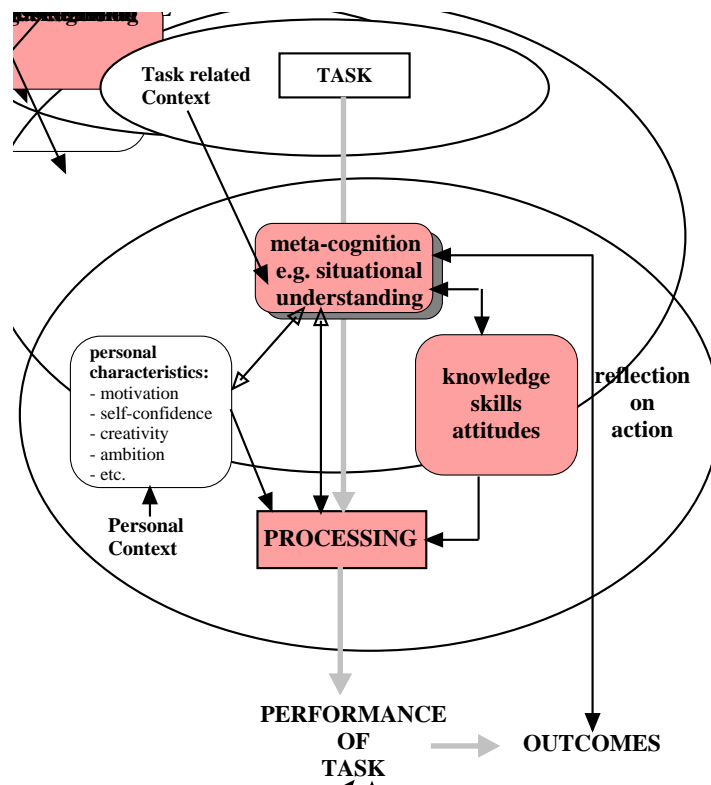 Task related
Context
TASK
meta-cognition
e.g. situational
understanding
personal
characteristics:
- motivation
- self-confidence
- creativity
- ambition
- etc.
knowledge
skills
attitudes
reflection
on
action
Personal
Context
PROCESSING
PERFORMANCE
OF
TASK
OUTCOMES